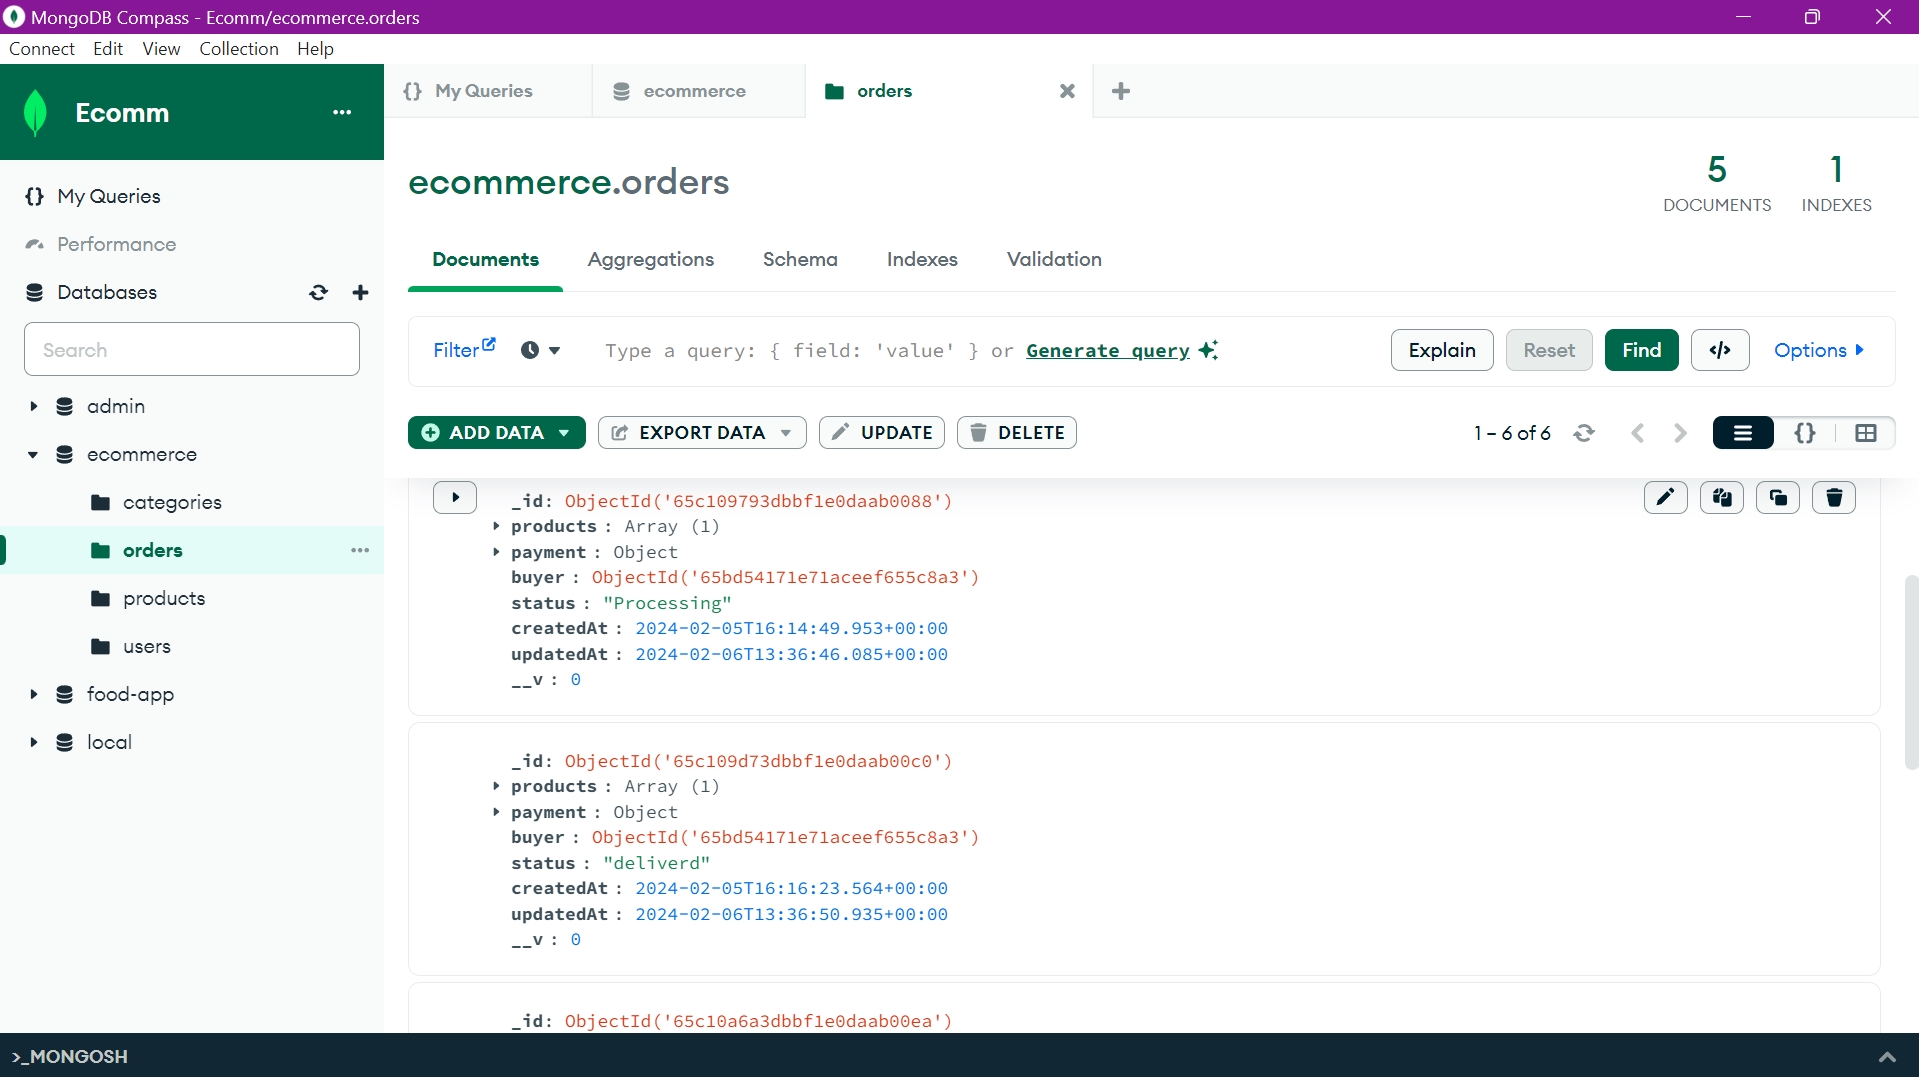 MongoDB Compass - Ecomm/ecommerce.orders
Connect Edit View Collection Help
Ecomm
{} My Queries
Performance
Databases
Search
admin
ecommerce
categories
orders
products
users
food-app
local
{} My Queries
ecommerce
orders
ecommerce.orders
5 1
DOCUMENTS INDEXES
Documents Aggregations Schema Indexes Validation
Filter Type a query: { field: 'value' } or Generate query Explain Reset Find </> Options
ADD DATA EXPORT DATA UPDATE DELETE 1 – 6 of 6 {}
_id: ObjectId('65c109793dbbf1e0daab0088')
products : Array (1)
payment : Object
buyer : ObjectId('65bd54171e71aceef655c8a3')
status : "Processing"
createdAt : 2024-02-05T16:14:49.953+00:00
updatedAt : 2024-02-06T13:36:46.085+00:00
__v : 0
_id: ObjectId('65c109d73dbbf1e0daab00c0')
products : Array (1)
payment : Object
buyer : ObjectId('65bd54171e71aceef655c8a3')
status : "deliverd"
createdAt : 2024-02-05T16:16:23.564+00:00
updatedAt : 2024-02-06T13:36:50.935+00:00
__v : 0
_id: ObjectId('65c10a6a3dbbf1e0daab00ea')
>_MONGOSH